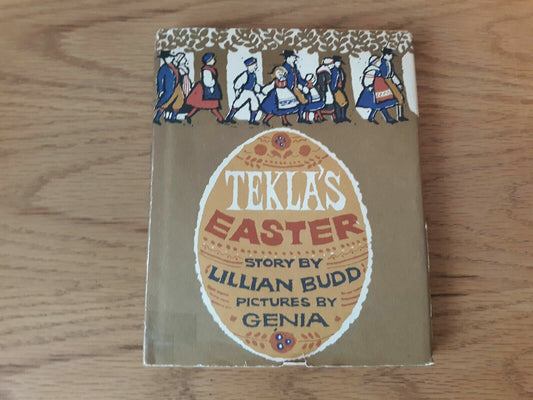 TEKLA'S
EASTER
STORY BY
LILLIAN BUDD
PICTURES BY
GENIA